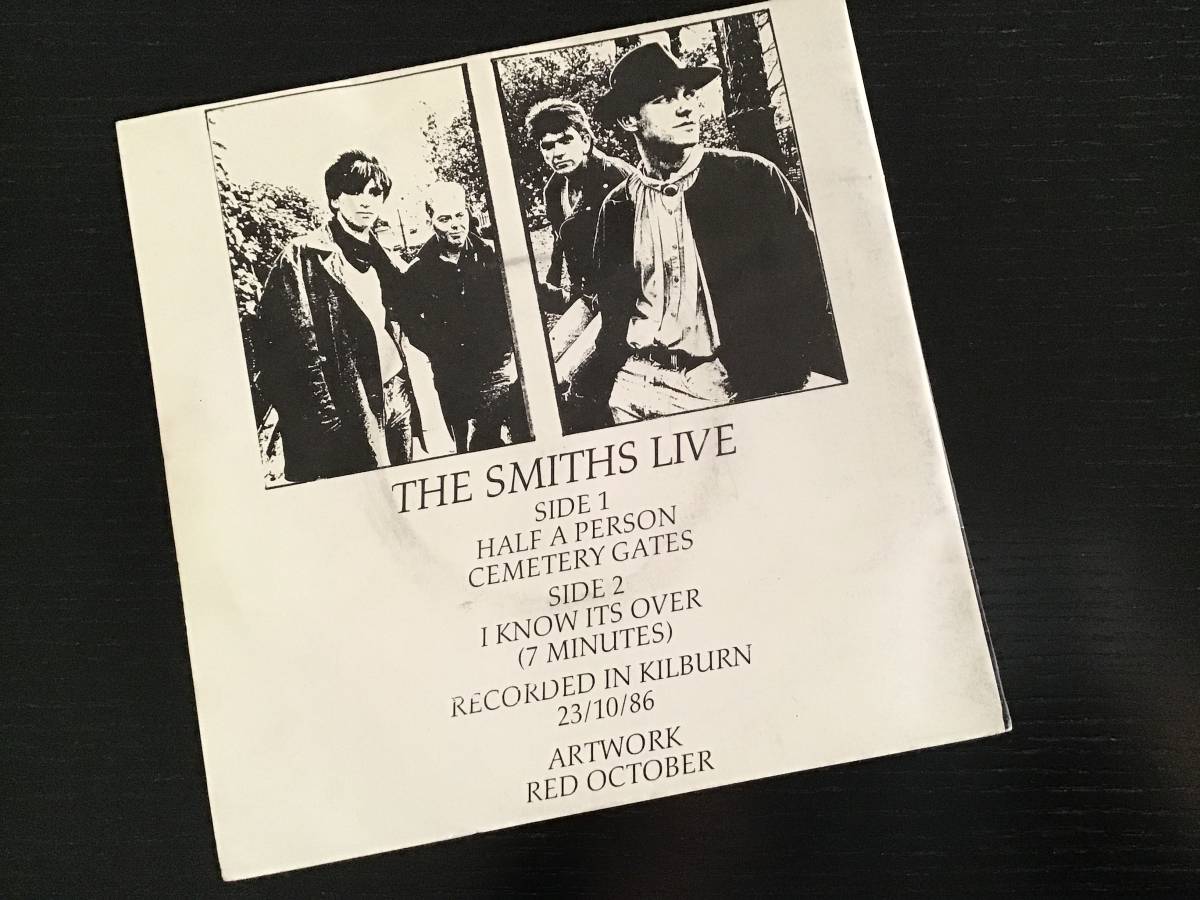 THE SMITHS LIVE
SIDE 1
HALF A PERSON
CEMETERY GATES
SIDE 2
I KNOW ITS OVER
(7 MINUTES)
RECORDED IN KILBURN
23/10/86
ARTWORK
RED OCTOBER